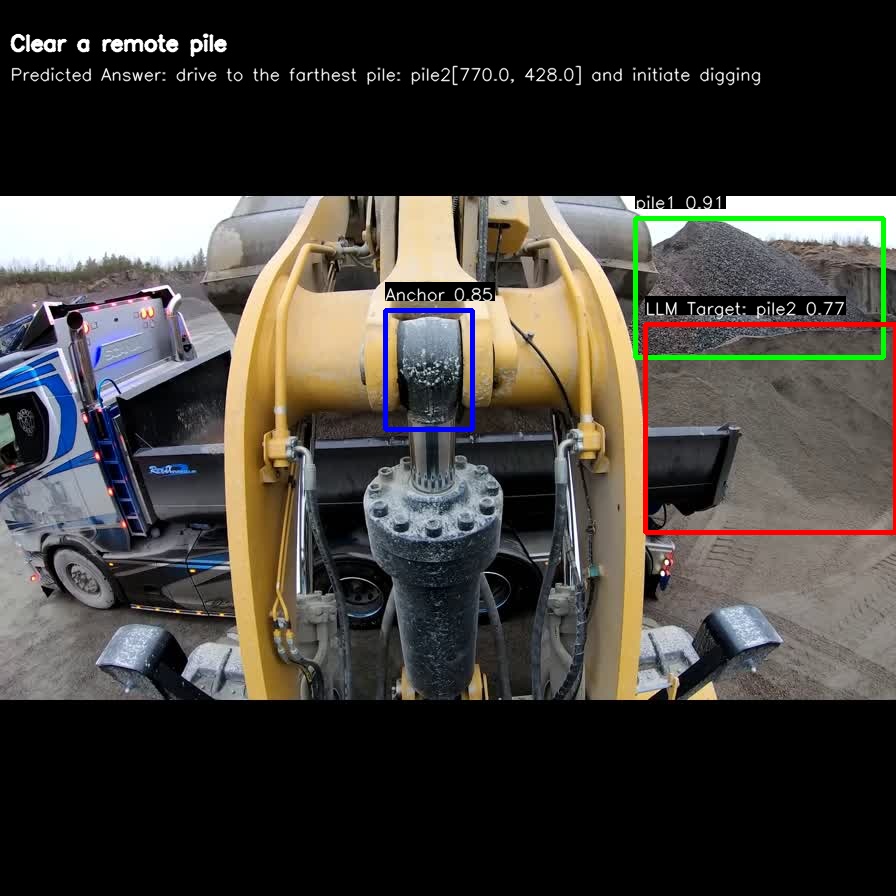 Clear a remote pile
Predicted Answer: drive to the farthest pile: pile2[770.0, 428.0] and initiate digging
pile1 0.91
Anchor 0.85
LLM Target: pile2 0.77